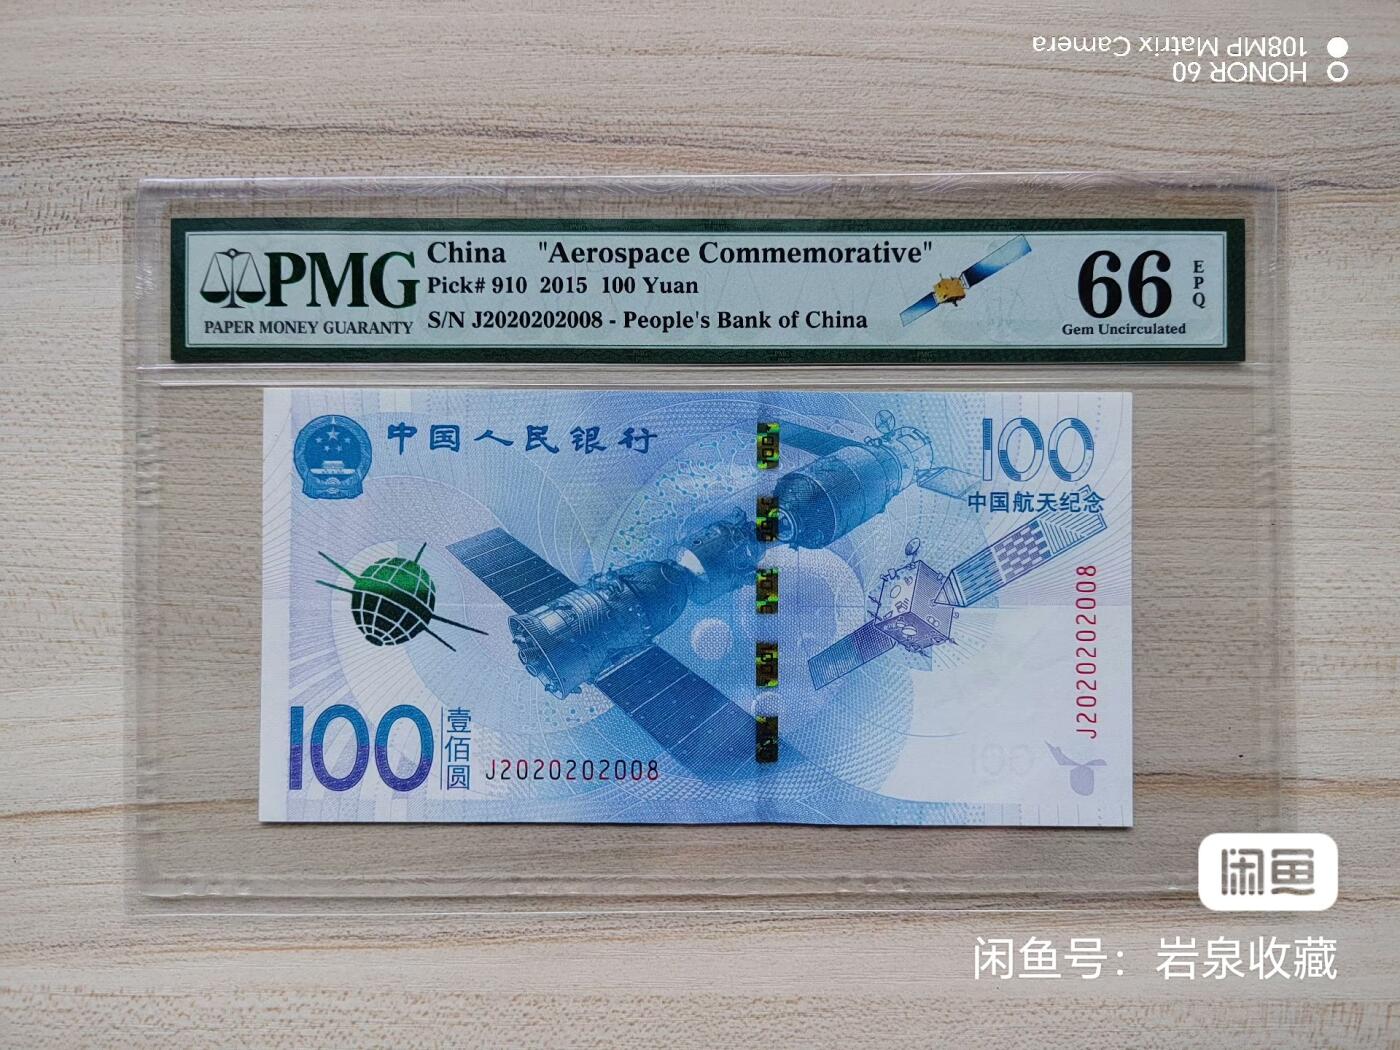 HONOR 60
108MP Matrix Camera
PMG
PAPER MONEY GUARANTY
China "Aerospace Commemorative"
Pick# 910 2015 100 Yuan
S/N J2020202008 - People's Bank of China
66
EPQ
Gem Uncirculated
中国人民银行
100
中国航天纪念
J2020202008
100
壹佰圆
J2020202008
闲鱼
闲鱼号：岩泉收藏